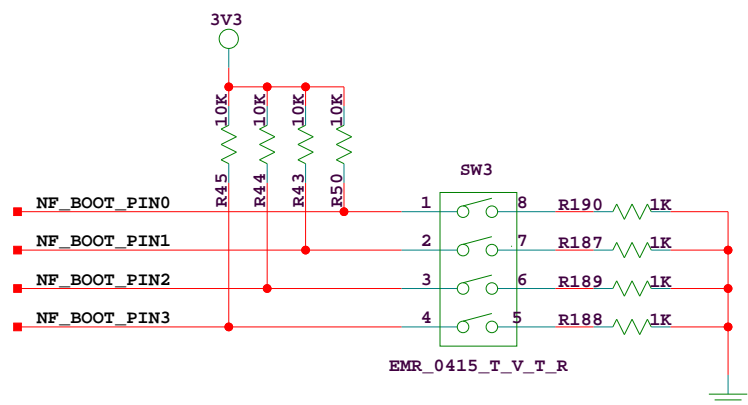 3V3
10K 10K 10K 10K
R45 R44 R43 R50
SW3
NF_BOOT_PIN0 1 8 R190 1K
NF_BOOT_PIN1 2 7 R187 1K
NF_BOOT_PIN2 3 6 R189 1K
NF_BOOT_PIN3 4 5 R188 1K
EMR_0415_T_V_T_R